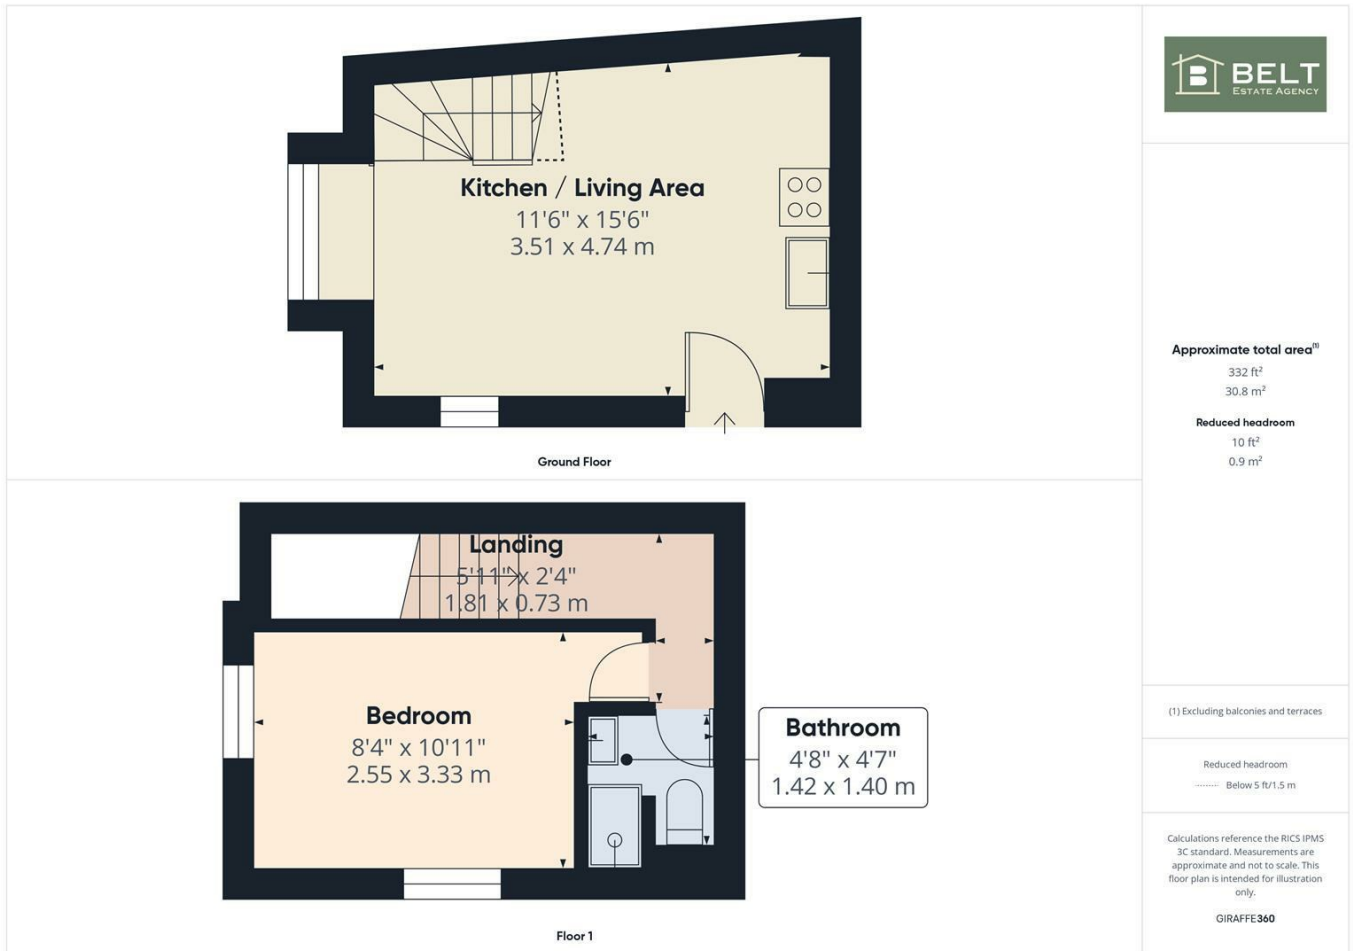 Kitchen / Living Area
11'6" x 15'6"
3.51 x 4.74 m
Ground Floor
Landing
5'11" x 2'4"
1.81 x 0.73 m
Bedroom
8'4" x 10'11"
2.55 x 3.33 m
Bathroom
4'8" x 4'7"
1.42 x 1.40 m
Floor 1
B BELT
ESTATE AGENCY
Approximate total area(1)
332 ft²
30.8 m²
Reduced headroom
10 ft²
0.9 m²
(1) Excluding balconies and terraces
Reduced headroom
Below 5 ft/1.5 m
Calculations reference the RICS IPMS
3C standard. Measurements are
approximate and not to scale. This
floor plan is intended for illustration
only.
GIRAFFE360